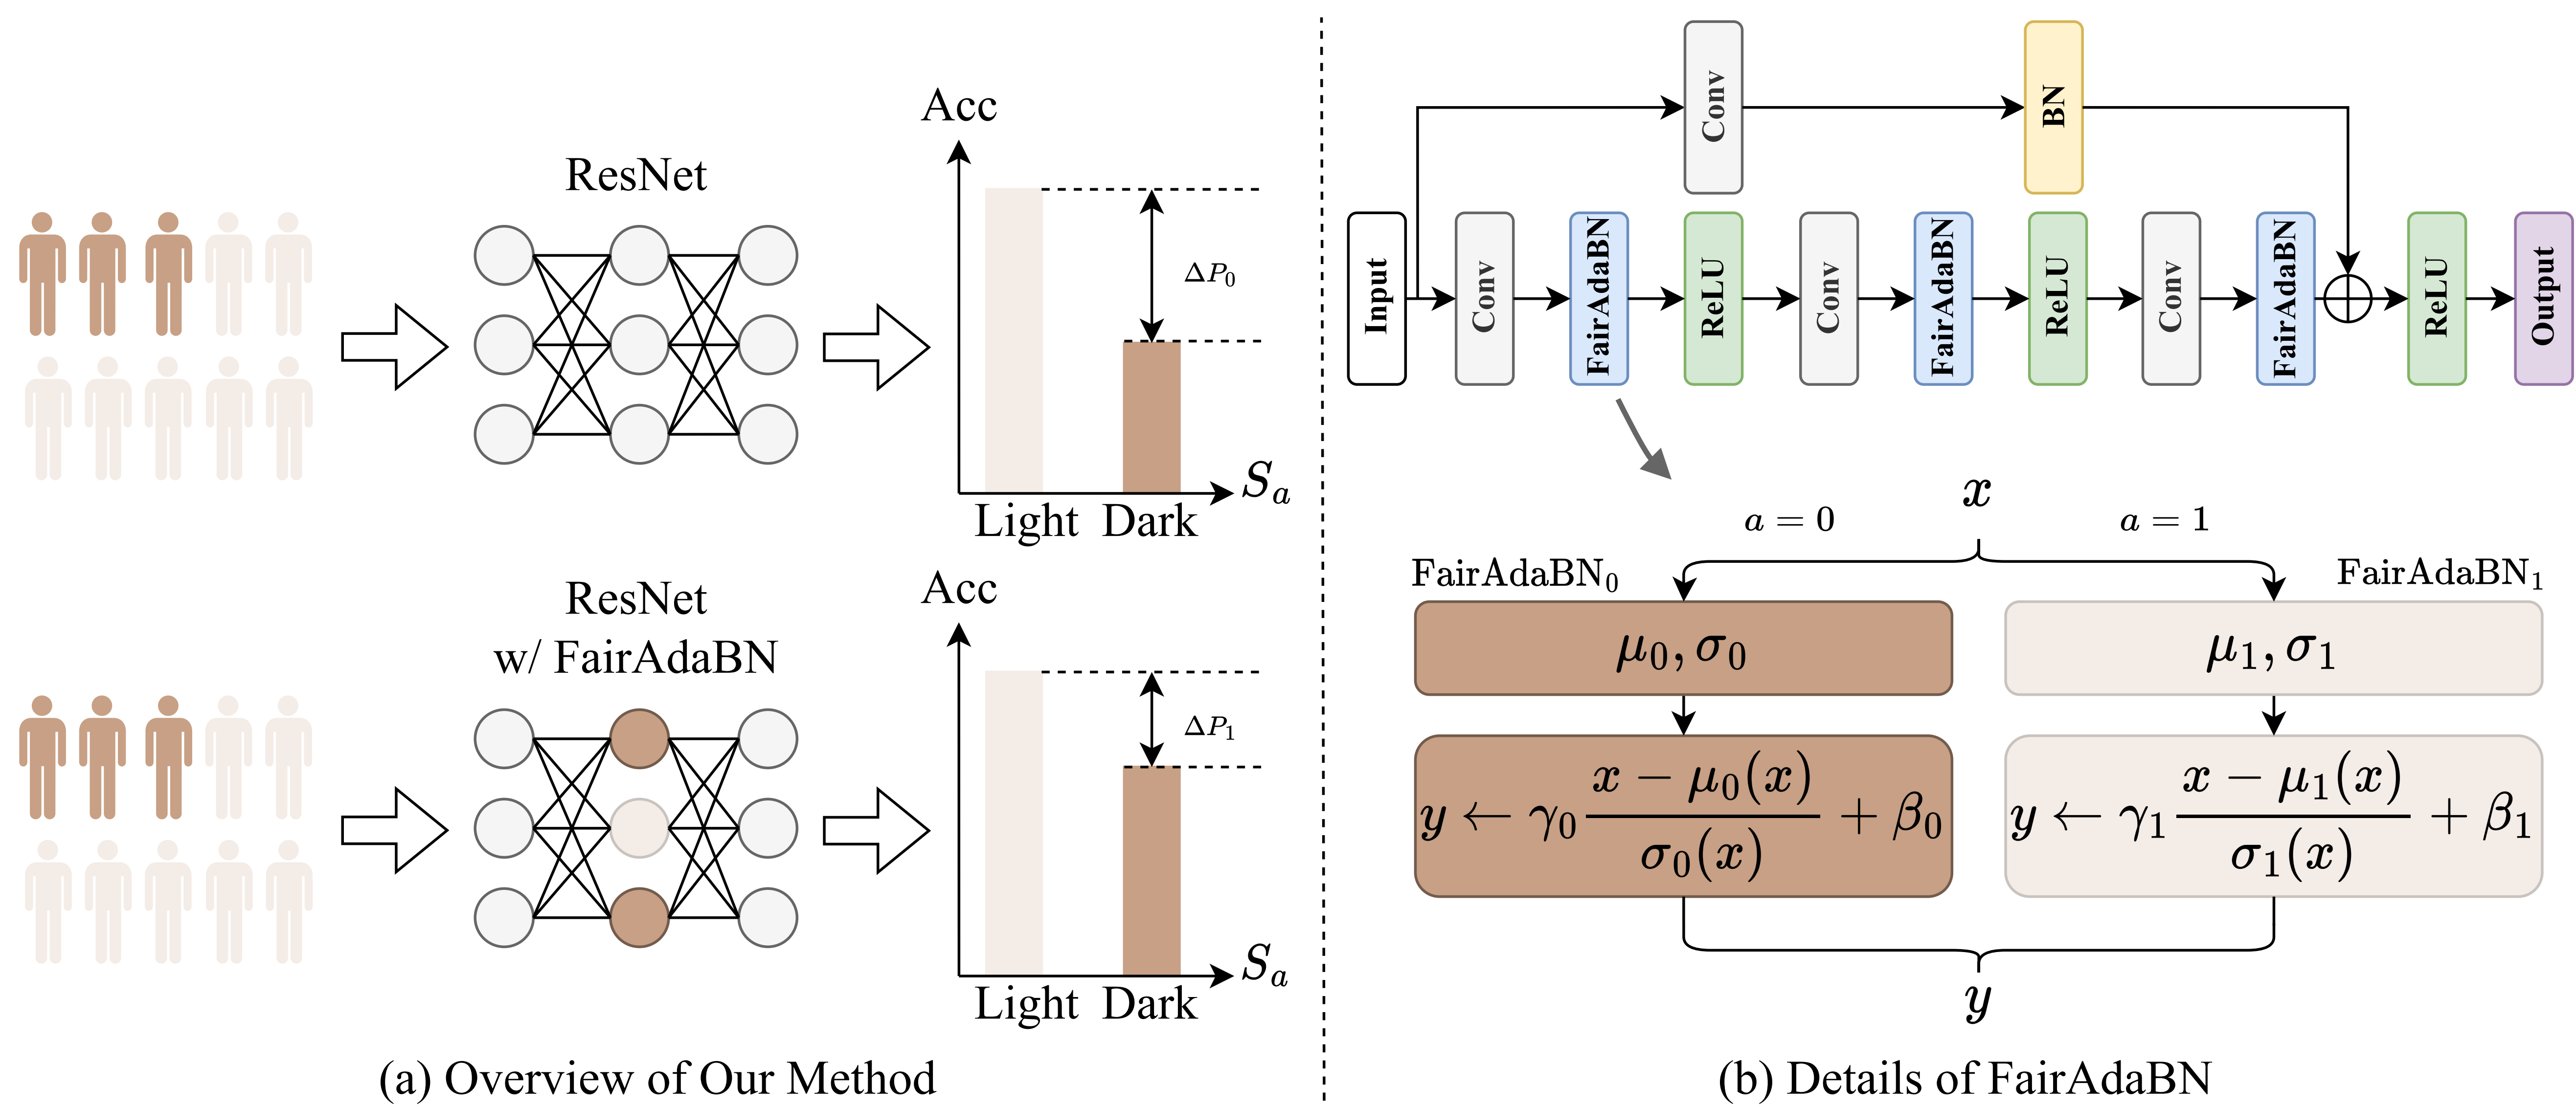 ResNet
Acc
ΔP₀
Sₐ
Light Dark
ResNet
w/ FairAdaBN
Acc
ΔP₁
Sₐ
Light Dark
(a) Overview of Our Method
Conv
BN
Input
Conv
FairAdaBN
ReLU
Conv
FairAdaBN
ReLU
Conv
FairAdaBN
ReLU
Output
x
a = 0
a = 1
FairAdaBN₀
FairAdaBN₁
μ₀, σ₀
μ₁, σ₁
y ← γ₀ (x − μ₀(x))/(σ₀(x)) + β₀
y ← γ₁ (x − μ₁(x))/(σ₁(x)) + β₁
y
(b) Details of FairAdaBN